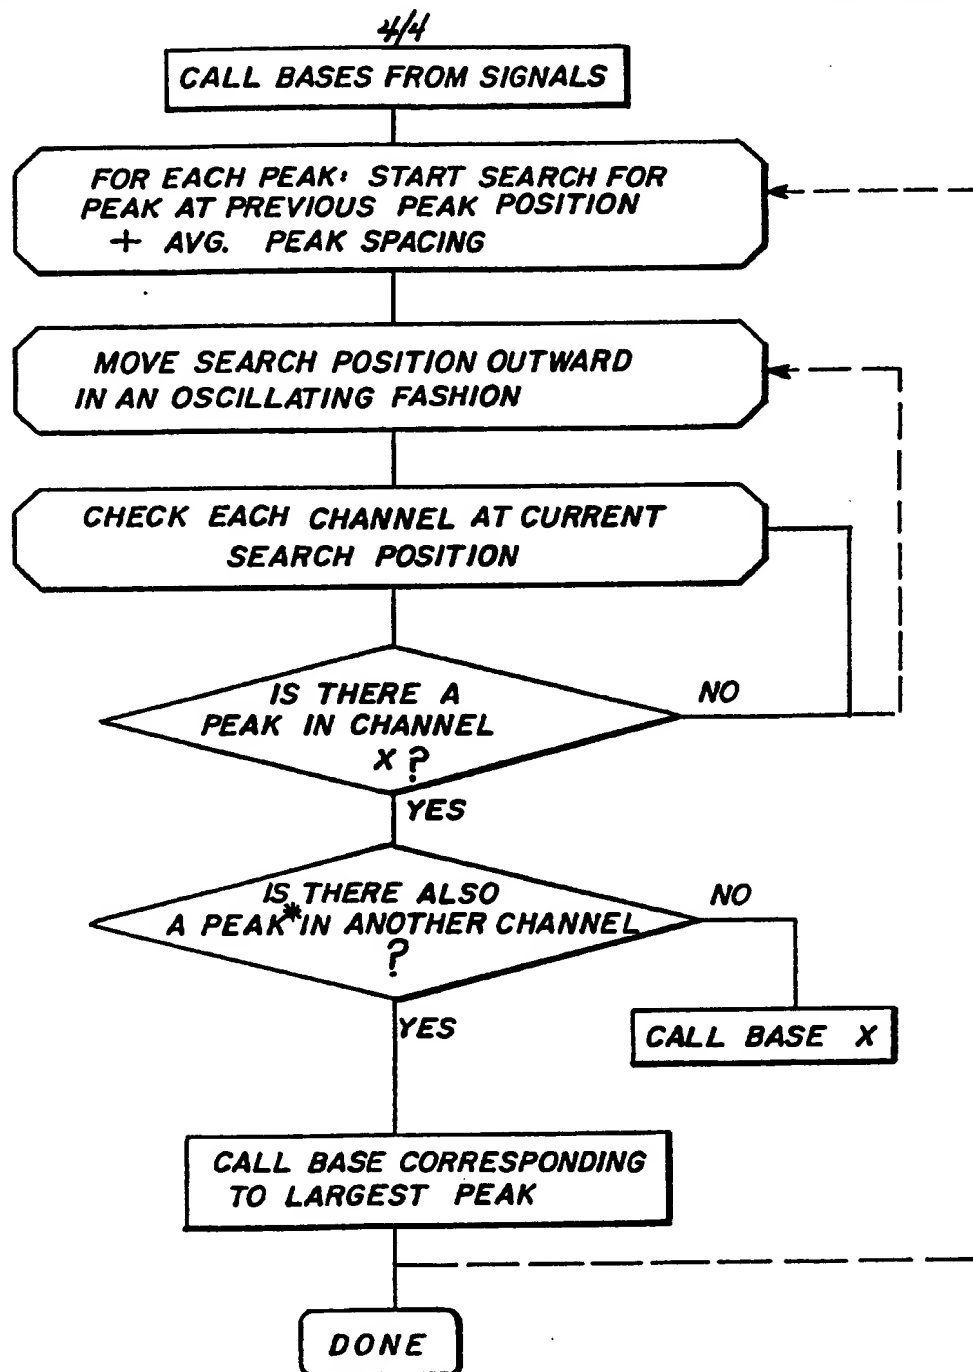 4/4
CALL BASES FROM SIGNALS
FOR EACH PEAK: START SEARCH FOR
PEAK AT PREVIOUS PEAK POSITION
+ AVG. PEAK SPACING
MOVE SEARCH POSITION OUTWARD
IN AN OSCILLATING FASHION
CHECK EACH CHANNEL AT CURRENT
SEARCH POSITION
IS THERE A
PEAK IN CHANNEL
X ?
NO
YES
IS THERE ALSO
A PEAK* IN ANOTHER CHANNEL
?
NO
YES
CALL BASE X
CALL BASE CORRESPONDING
TO LARGEST PEAK
DONE